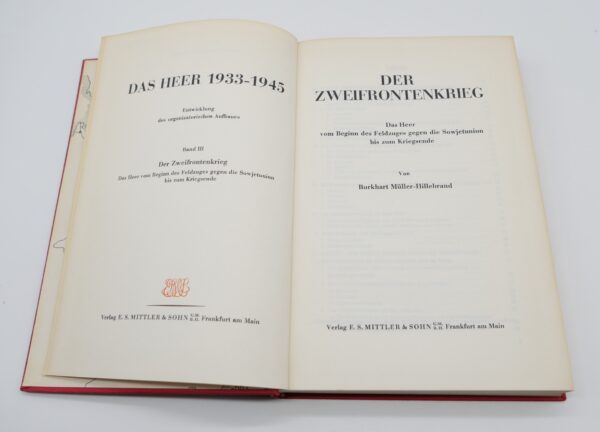 DAS HEER 1933-1945
Entwicklung
des organisatorischen Aufbaues
Band III
Der Zweifrontenkrieg
Das Heer vom Beginn des Feldzuges gegen die Sowjetunion
bis zum Kriegsende
Verlag E. S. MITTLER & SOHN G.M.B.H. Frankfurt am Main
DER
ZWEIFRONTENKRIEG
Das Heer
vom Beginn des Feldzuges gegen die Sowjetunion
bis zum Kriegsende
Von
Burkhart Müller-Hillebrand
Verlag E. S. MITTLER & SOHN G.M.B.H. Frankfurt am Main